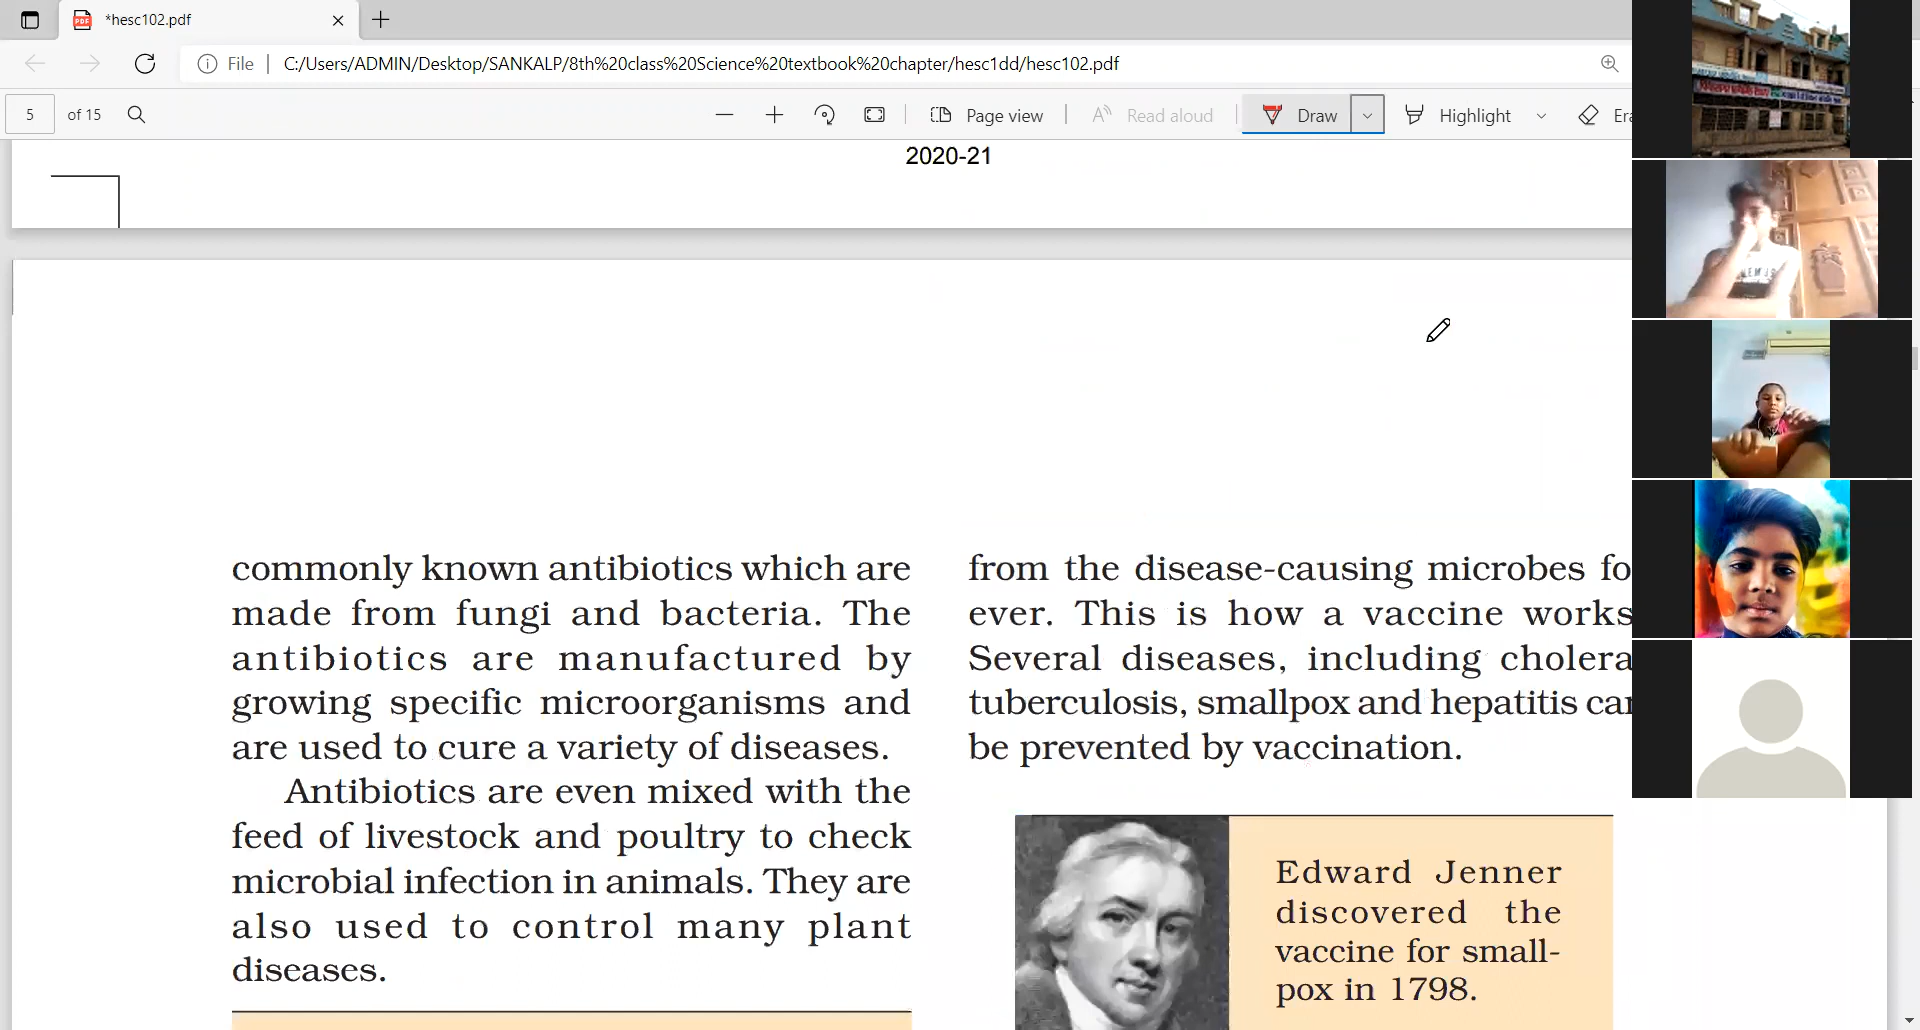 *hesc102.pdf
File
C:/Users/ADMIN/Desktop/SANKALP/8th%20class%20Science%20textbook%20chapter/hesc1dd/hesc102.pdf
5 of 15
Page view
Read aloud
Draw
Highlight
Era
2020-21
commonly known antibiotics which are
made from fungi and bacteria. The
antibiotics are manufactured by
growing specific microorganisms and
are used to cure a variety of diseases.
Antibiotics are even mixed with the
feed of livestock and poultry to check
microbial infection in animals. They are
also used to control many plant
diseases.
from the disease-causing microbes fo
ever. This is how a vaccine works
Several diseases, including cholera
tuberculosis, smallpox and hepatitis can
be prevented by vaccination.
Edward Jenner
discovered the
vaccine for small-
pox in 1798.